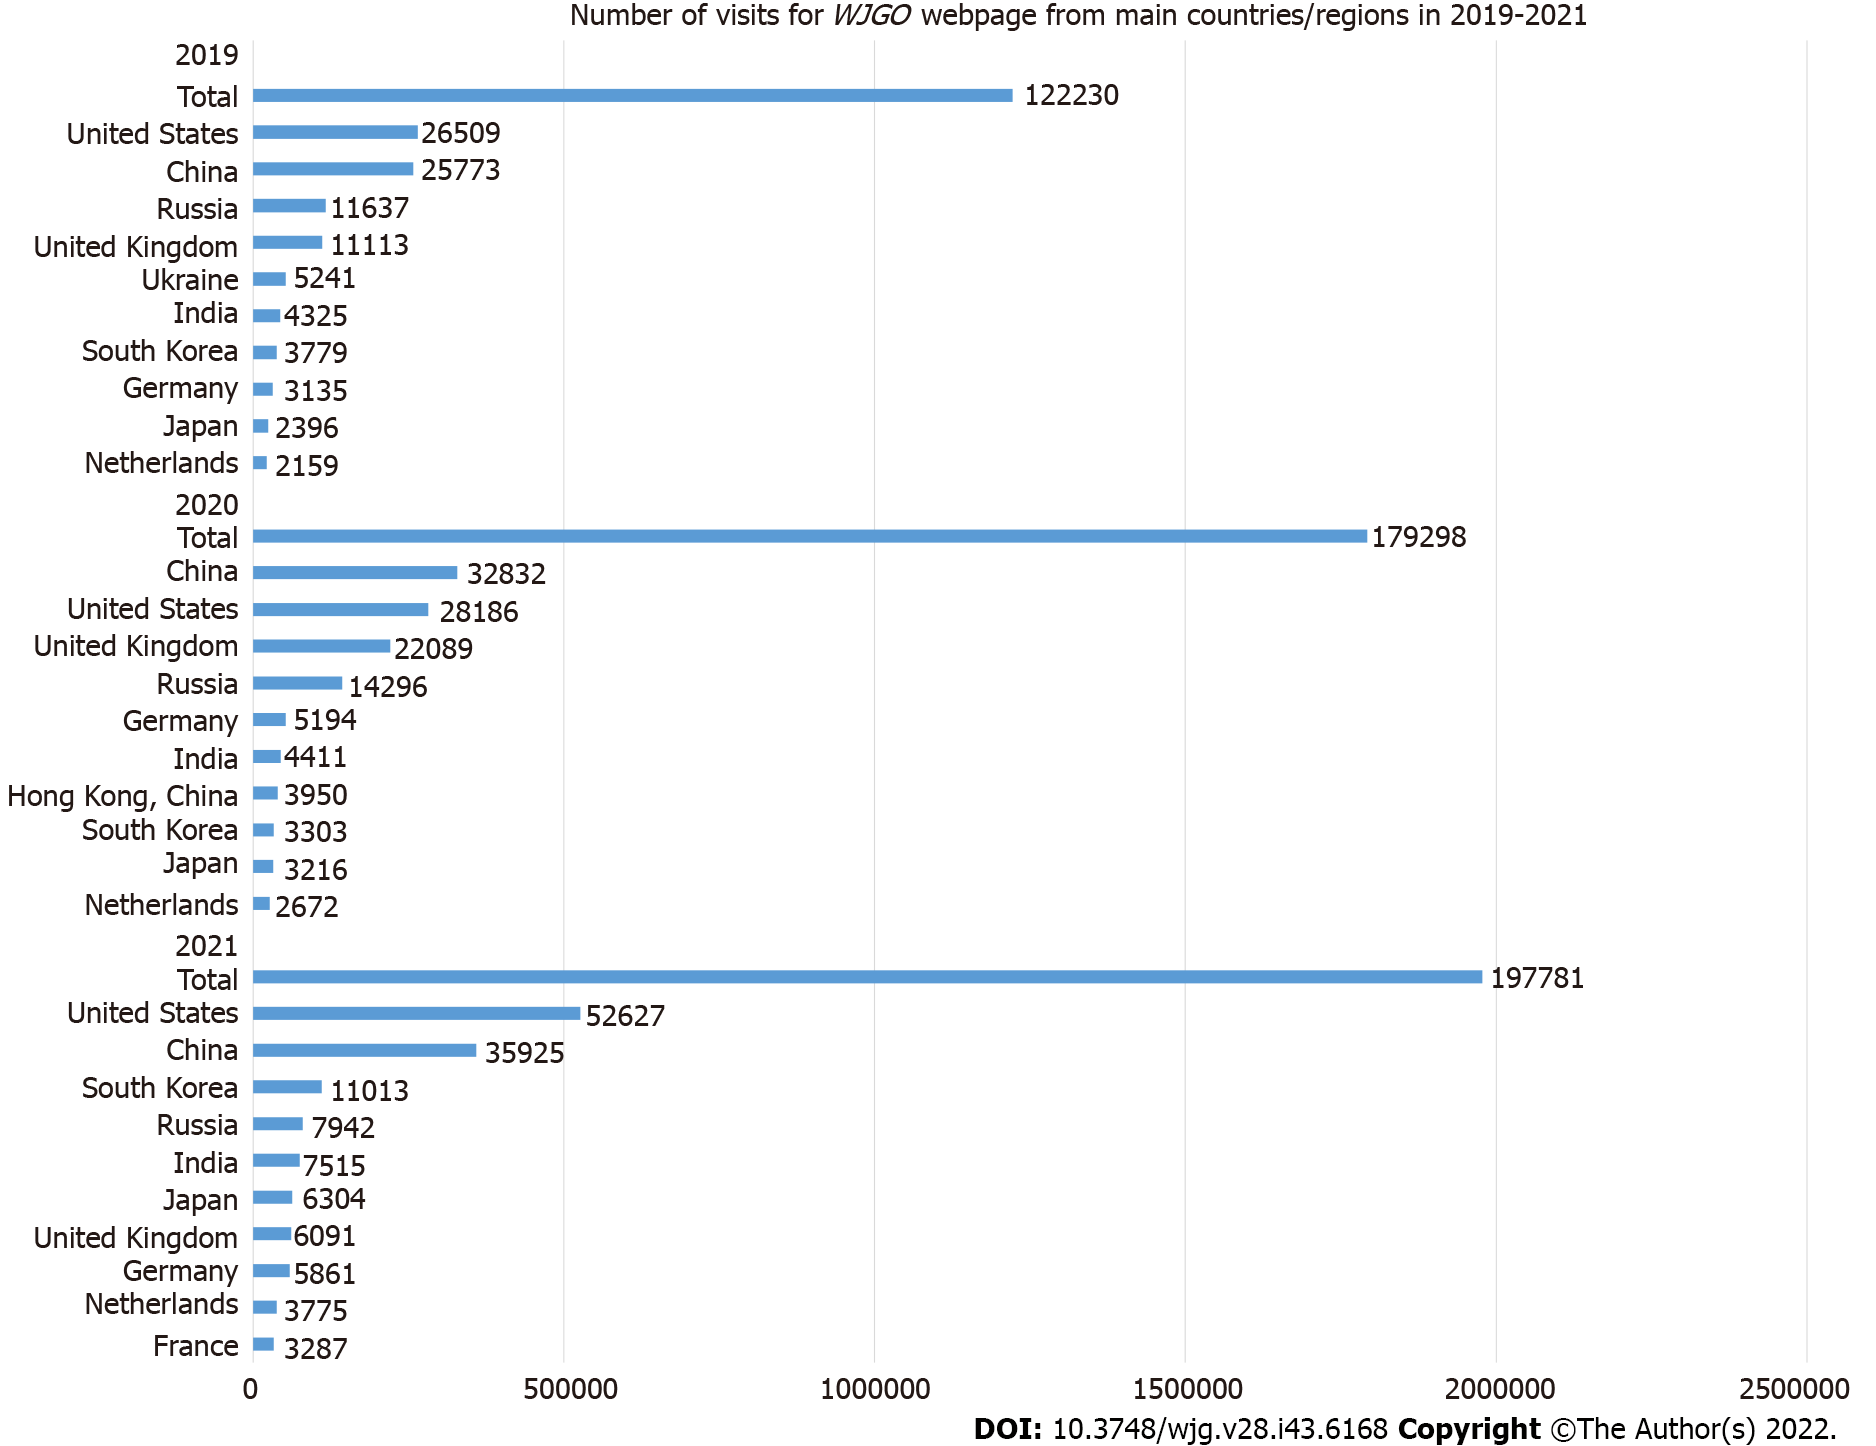 Number of visits for WJGO webpage from main countries/regions in 2019-2021
2019
Total 122230
United States 26509
China 25773
Russia 11637
United Kingdom 11113
Ukraine 5241
India 4325
South Korea 3779
Germany 3135
Japan 2396
Netherlands 2159
2020
Total 179298
China 32832
United States 28186
United Kingdom 22089
Russia 14296
Germany 5194
India 4411
Hong Kong, China 3950
South Korea 3303
Japan 3216
Netherlands 2672
2021
Total 197781
United States 52627
China 35925
South Korea 11013
Russia 7942
India 7515
Japan 6304
United Kingdom 6091
Germany 5861
Netherlands 3775
France 3287
0 500000 1000000 1500000 2000000 2500000
DOI: 10.3748/wjg.v28.i43.6168 Copyright ©The Author(s) 2022.